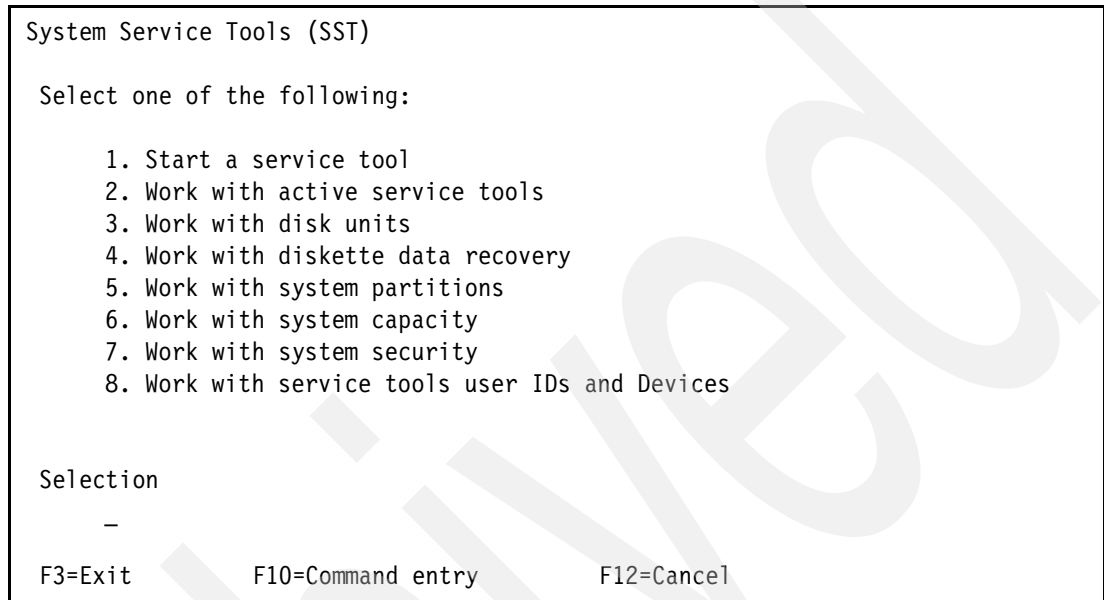 System Service Tools (SST)
Select one of the following:
1. Start a service tool
2. Work with active service tools
3. Work with disk units
4. Work with diskette data recovery
5. Work with system partitions
6. Work with system capacity
7. Work with system security
8. Work with service tools user IDs and Devices
Selection
_
F3=Exit F10=Command entry F12=Cancel